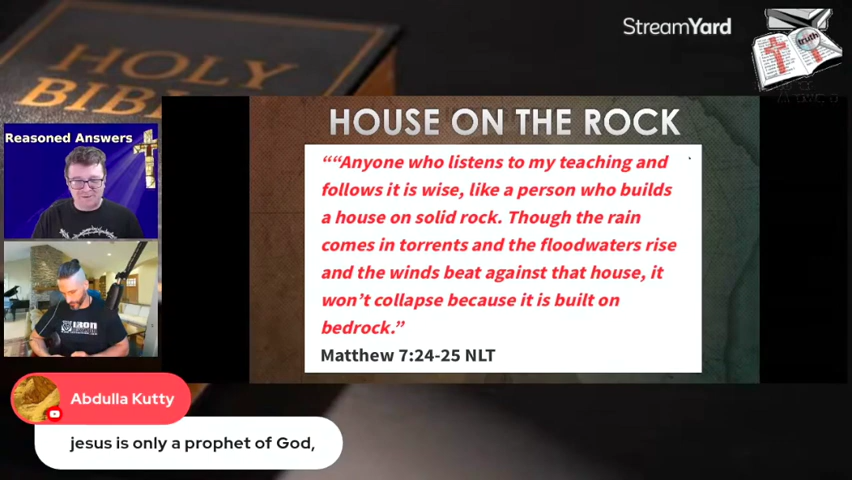 HOLY
BIB
StreamYard
truth
Reasoned Answers
HOUSE ON THE ROCK
““Anyone who listens to my teaching and
follows it is wise, like a person who builds
a house on solid rock. Though the rain
comes in torrents and the floodwaters rise
and the winds beat against that house, it
won’t collapse because it is built on
bedrock.”
Matthew 7:24-25 NLT
Abdulla Kutty
jesus is only a prophet of God,